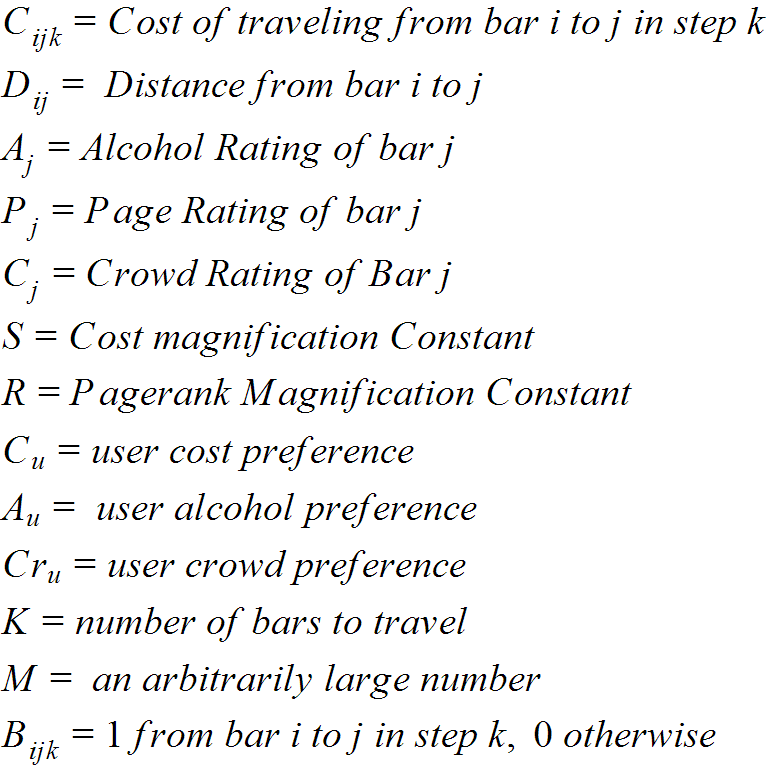 C_ijk = Cost of traveling from bar i to j in step k
D_ij = Distance from bar i to j
A_j = Alcohol Rating of bar j
P_j = Page Rating of bar j
C_j = Crowd Rating of Bar j
S = Cost magnification Constant
R = Pagerank Magnification Constant
C_u = user cost preference
A_u = user alcohol preference
Cr_u = user crowd preference
K = number of bars to travel
M = an arbitrarily large number
B_ijk = 1 from bar i to j in step k, 0 otherwise